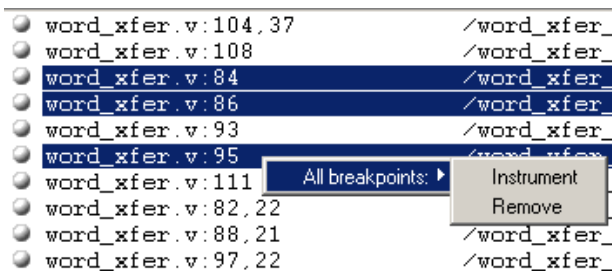 word_xfer.v:104,37 /word_xfer_
word_xfer.v:108 /word_xfer_
word_xfer.v:84 /word_xfer_
word_xfer.v:86 /word_xfer_
word_xfer.v:93 /word_xfer_
word_xfer.v:95 /word_xfer_
word_xfer.v:111 All breakpoints: Instrument
word_xfer.v:82,22 Remove
word_xfer.v:88,21 /word_xfer_
word_xfer.v:97,22 /word_xfer_